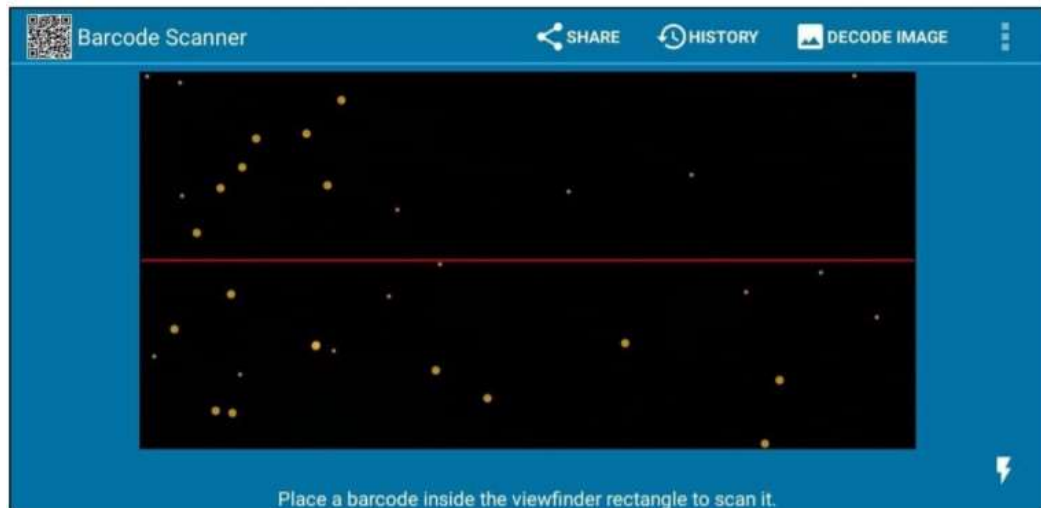 Barcode Scanner SHARE HISTORY DECODE IMAGE
Place a barcode inside the viewfinder rectangle to scan it.